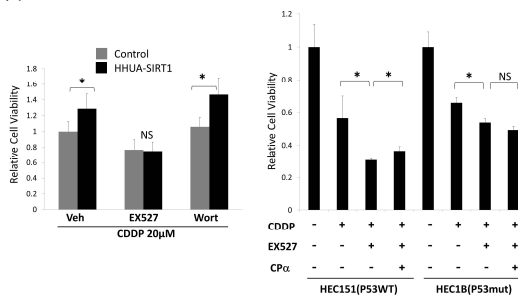 Control
HHUA-SIRT1
Relative Cell Viability
1.8
1.6
1.4
1.2
1
0.8
0.6
0.4
0.2
0
*
NS
*
Veh EX527 Wort
CDDP 20μM
Relative Cell Viability
1.2
1
0.8
0.6
0.4
0.2
0
* * * NS
CDDP - + + + - + + +
EX527 - - + + - - + +
CPα - - - + - - - +
HEC151(P53WT) HEC1B(P53mut)